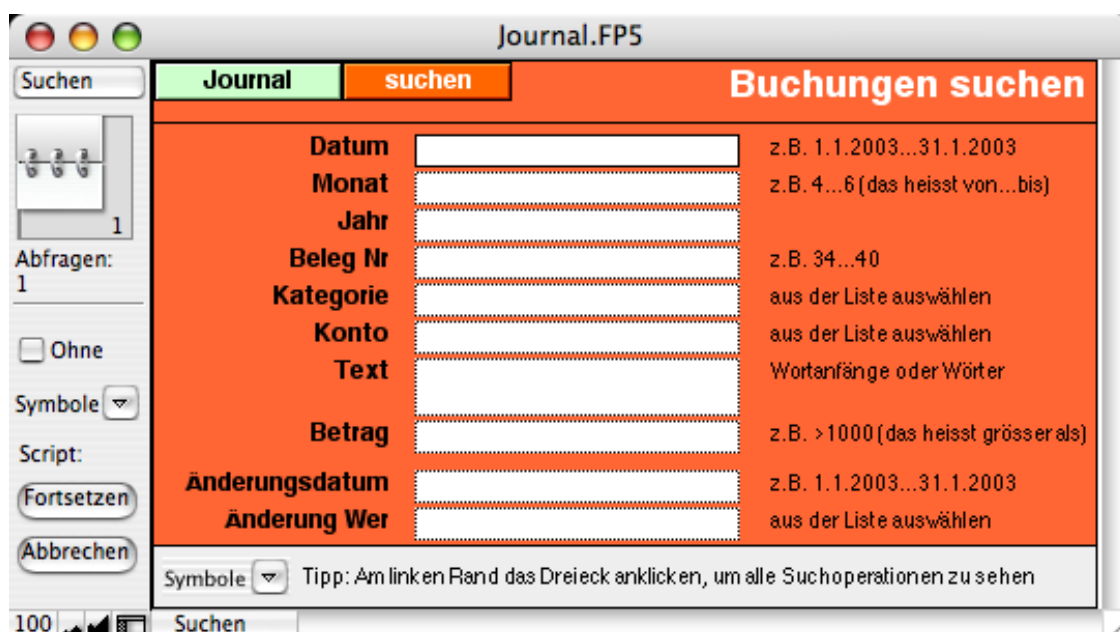 Journal.FP5
Suchen
1
Abfragen:
1
Ohne
Symbole
Script:
Fortsetzen
Abbrechen
Journal suchen Buchungen suchen
Datum z.B. 1.1.2003...31.1.2003
Monat z.B. 4...6 (das heisst von...bis)
Jahr
Beleg Nr z.B. 34...40
Kategorie aus der Liste auswählen
Konto aus der Liste auswählen
Text Wortanfänge oder Wörter
Betrag z.B. >1000 (das heisst grösser als)
Änderungsdatum z.B. 1.1.2003...31.1.2003
Änderung Wer aus der Liste auswählen
Symbole Tipp: Am linken Rand das Dreieck anklicken, um alle Suchoperationen zu sehen
100 Suchen